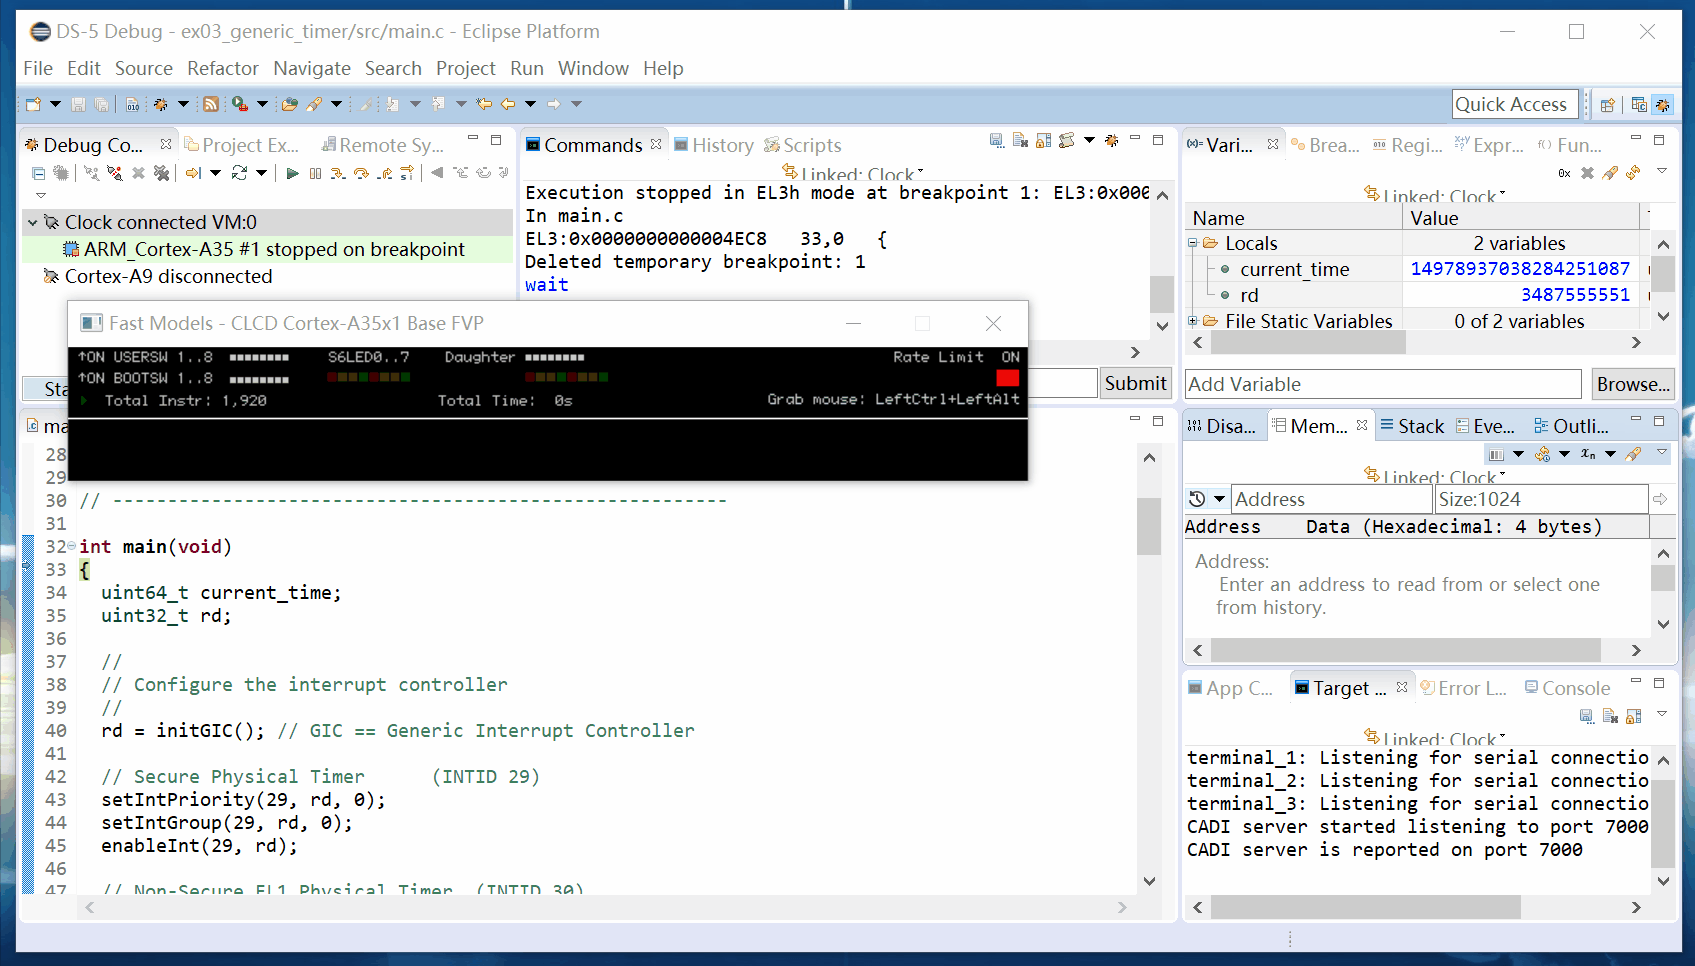 DS-5 Debug - ex03_generic_timer/src/main.c - Eclipse Platform
File Edit Source Refactor Navigate Search Project Run Window Help
Quick Access
Debug Co... Project Ex... Remote Sy...
Clock connected VM:0
ARM_Cortex-A35 #1 stopped on breakpoint
Cortex-A9 disconnected
Sta
Commands History Scripts
Linked: Clock
Execution stopped in EL3h mode at breakpoint 1: EL3:0x000
In main.c
EL3:0x0000000000004EC8 33,0 {
Deleted temporary breakpoint: 1
wait
Submit
Fast Models - CLCD Cortex-A35x1 Base FVP
↑ON USERSW 1..8 S6LED0..7 Daughter Rate Limit ON
↑ON BOOTSW 1..8
Total Instr: 1,920 Total Time: 0s Grab mouse: LeftCtrl+LeftAlt
ma
28
29
30 // --------------------------------------------------------
31
32 int main(void)
33 {
34 uint64_t current_time;
35 uint32_t rd;
36
37 //
38 // Configure the interrupt controller
39 //
40 rd = initGIC(); // GIC == Generic Interrupt Controller
41
42 // Secure Physical Timer (INTID 29)
43 setIntPriority(29, rd, 0);
44 setIntGroup(29, rd, 0);
45 enableInt(29, rd);
46
47 // Non-Secure EL1 Physical Timer (INTID 30)
(x)= Vari... Brea... Regi... Expr... Fun...
0x
Linked: Clock
Name Value
Locals 2 variables
current_time 14978937038284251087
rd 3487555551
File Static Variables 0 of 2 variables
Add Variable Browse...
Disa... Mem... Stack Eve... Outli...
Linked: Clock
Address Size:1024
Address Data (Hexadecimal: 4 bytes)
Address:
Enter an address to read from or select one
from history.
App C... Target ... Error L... Console
Linked: Clock
terminal_1: Listening for serial connectio
terminal_2: Listening for serial connectio
terminal_3: Listening for serial connectio
CADI server started listening to port 7000
CADI server is reported on port 7000